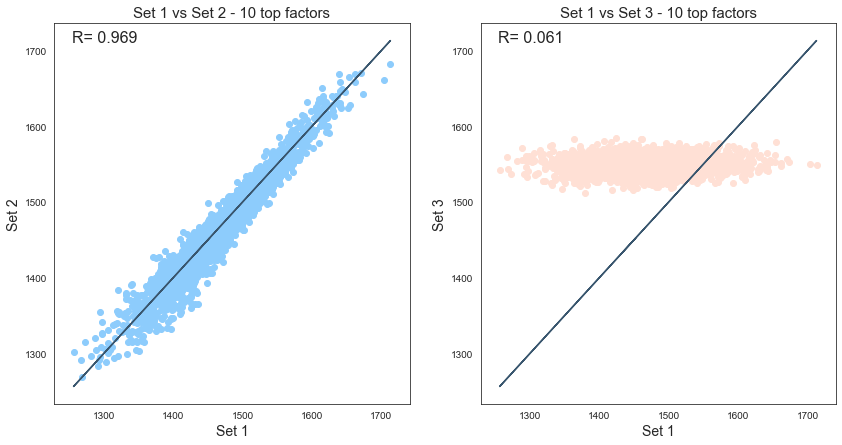 Set 1 vs Set 2 - 10 top factors
R= 0.969
1700
1600
1500
1400
1300
Set 2
1300
1400
1500
1600
1700
Set 1
Set 1 vs Set 3 - 10 top factors
R= 0.061
1700
1600
1500
1400
1300
Set 3
1300
1400
1500
1600
1700
Set 1